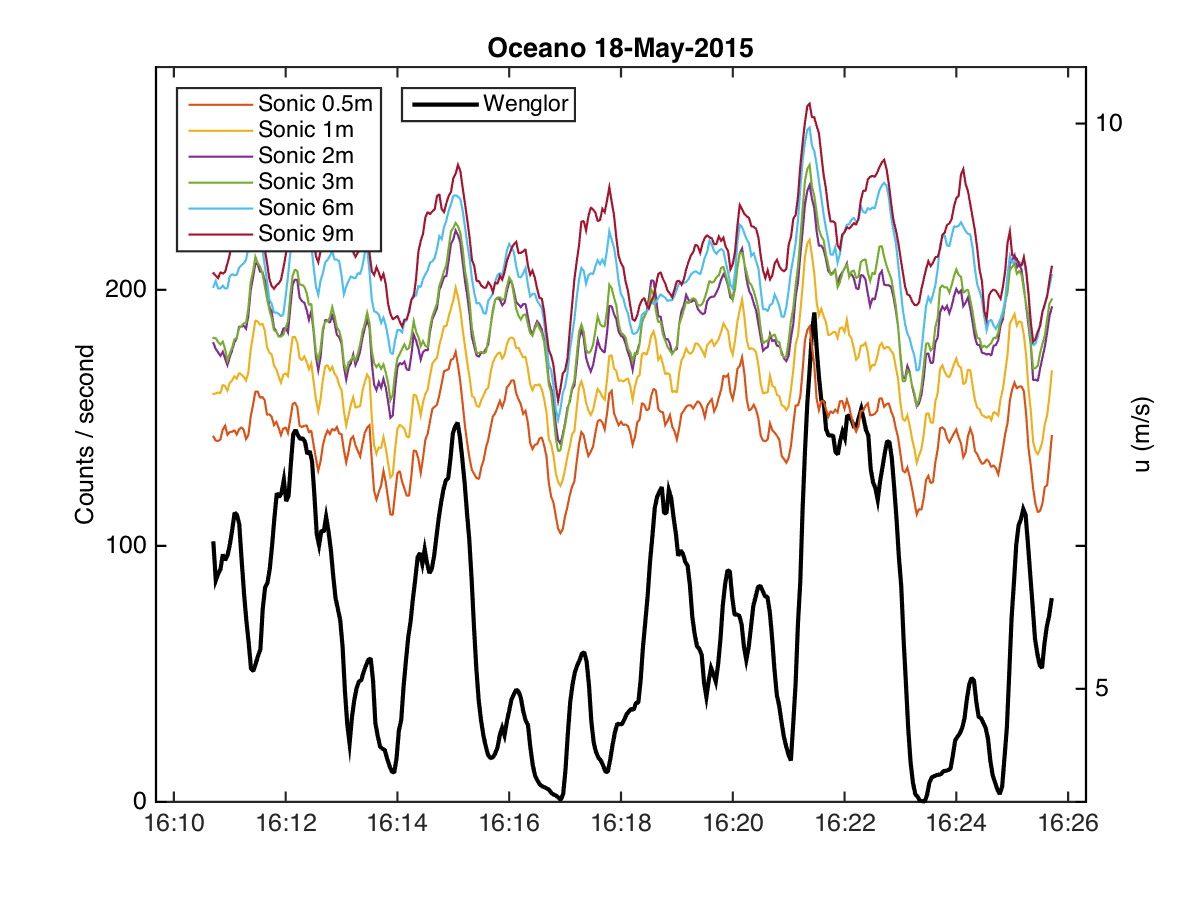 Oceano 18-May-2015
Sonic 0.5m
Sonic 1m
Sonic 2m
Sonic 3m
Sonic 6m
Sonic 9m
Wenglor
Counts / second
200
100
0
10
5
u (m/s)
16:10 16:12 16:14 16:16 16:18 16:20 16:22 16:24 16:26